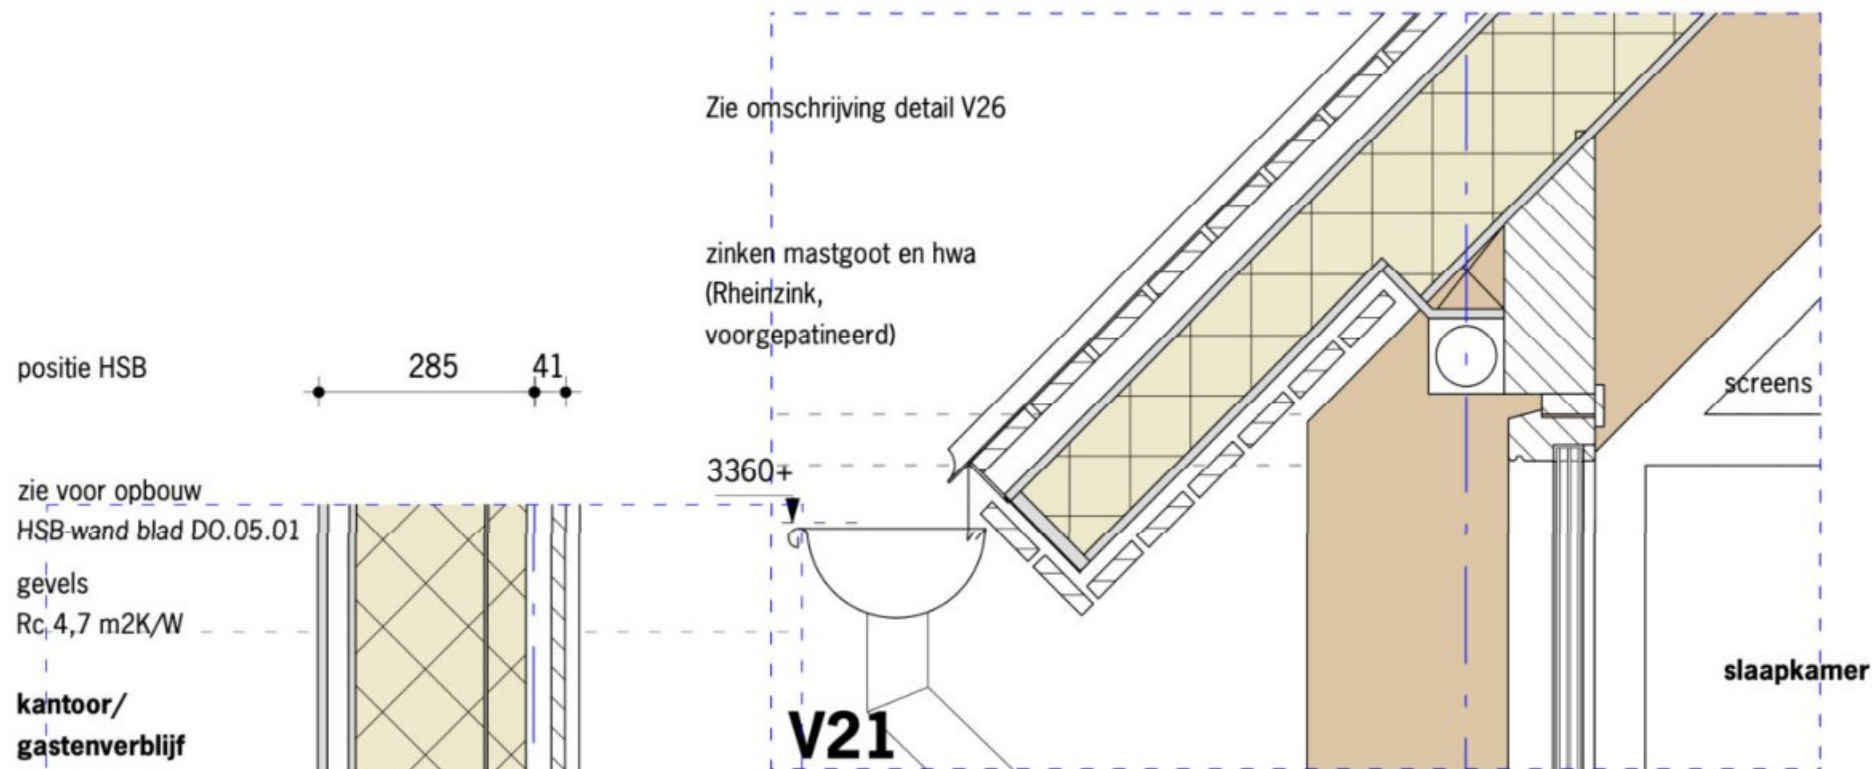 Zie omschrijving detail V26
zinken mastgoot en hwa
(Rheinzink,
voorgepatineerd)
positie HSB
285
41
screens
3360+
zie voor opbouw
HSB-wand blad DO.05.01
gevels
Rc 4,7 m2K/W
kantoor/
gastenverblijf
V21
slaapkamer